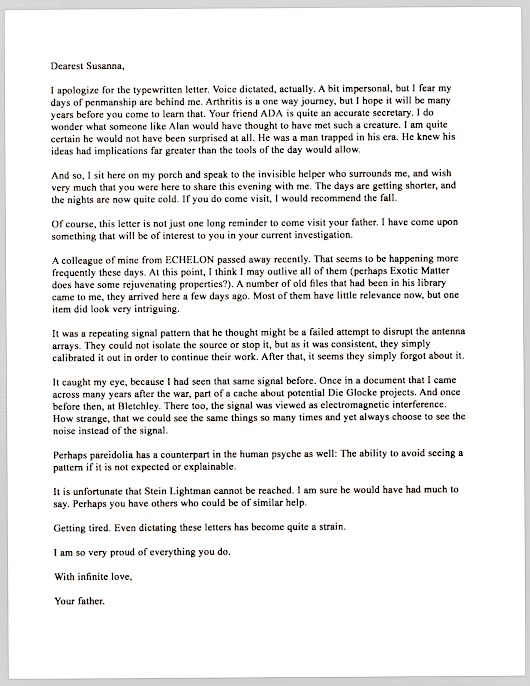 Dearest Susanna,
I apologize for the typewritten letter. Voice dictated, actually. A bit impersonal, but I fear my
days of penmanship are behind me. Arthritis is a one way journey, but I hope it will be many
years before you come to learn that. Your friend ADA is quite an accurate secretary. I do
wonder what someone like Alan would have thought to have met such a creature. I am quite
certain he would not have been surprised at all. He was a man trapped in his era. He knew his
ideas had implications far greater than the tools of the day would allow.
And so, I sit here on my porch and speak to the invisible helper who surrounds me, and wish
very much that you were here to share this evening with me. The days are getting shorter, and
the nights are now quite cold. If you do come visit, I would recommend the fall.
Of course, this letter is not just one long reminder to come visit your father. I have come upon
something that will be of interest to you in your current investigation.
A colleague of mine from ECHELON passed away recently. That seems to be happening more
frequently these days. At this point, I think I may outlive all of them (perhaps Exotic Matter
does have some rejuvenating properties?). A number of old files that had been in his library
came to me, they arrived here a few days ago. Most of them have little relevance now, but one
item did look very intriguing.
It was a repeating signal pattern that he thought might be a failed attempt to disrupt the antenna
arrays. They could not isolate the source or stop it, but as it was consistent, they simply
calibrated it out in order to continue their work. After that, it seems they simply forgot about it.
It caught my eye, because I had seen that same signal before. Once in a document that I came
across many years after the war, part of a cache about potential Die Glocke projects. And once
before then, at Bletchley. There too, the signal was viewed as electromagnetic interference.
How strange, that we could see the same things so many times and yet always choose to see the
noise instead of the signal.
Perhaps pareidolia has a counterpart in the human psyche as well: The ability to avoid seeing a
pattern if it is not expected or explainable.
It is unfortunate that Stein Lightman cannot be reached. I am sure he would have had much to
say. Perhaps you have others who could be of similar help.
Getting tired. Even dictating these letters has become quite a strain.
I am so very proud of everything you do.
With infinite love,
Your father.